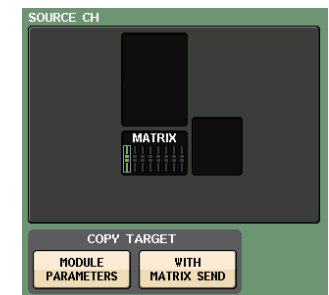 SOURCE CH
MATRIX
COPY TARGET
MODULE
PARAMETERS
WITH
MATRIX SEND